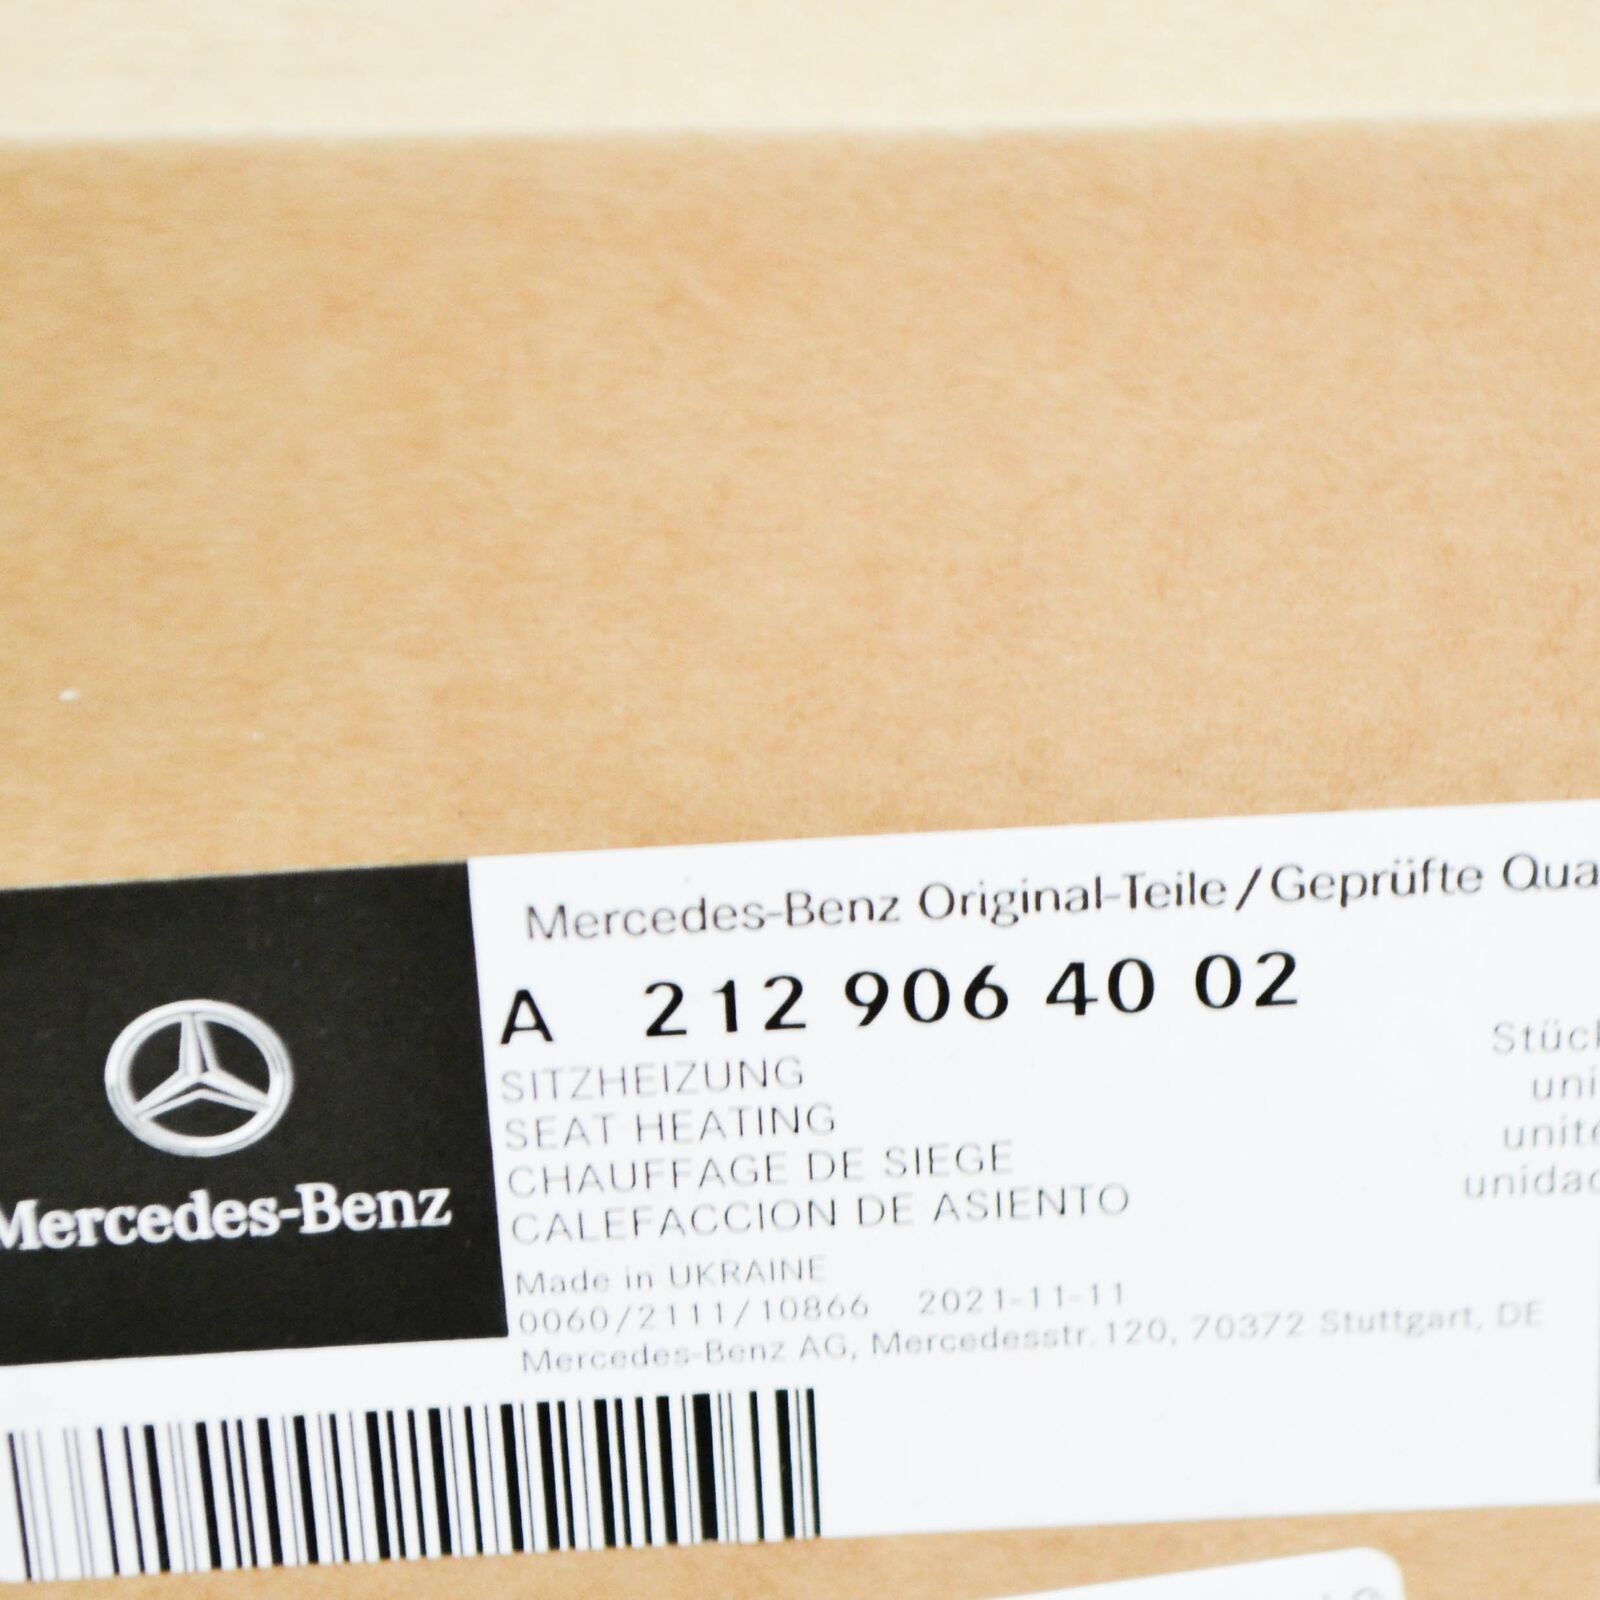 Mercedes-Benz Original-Teile/Geprüfte Qua
A 212 906 40 02
SITZHEIZUNG
SEAT HEATING
CHAUFFAGE DE SIEGE
CALEFACCION DE ASIENTO
Stück
uni
unité
unidad
Made in UKRAINE
0060/2111/10866 2021-11-11
Mercedes-Benz AG, Mercedesstr.120, 70372 Stuttgart, DE
Mercedes-Benz